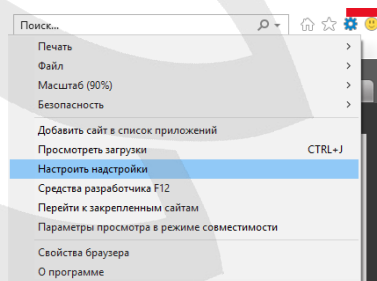 Поиск...
Печать
Файл
Масштаб (90%)
Безопасность
Добавить сайт в список приложений
Просмотреть загрузки CTRL+J
Настроить надстройки
Средства разработчика F12
Перейти к закрепленным сайтам
Параметры просмотра в режиме совместимости
Свойства браузера
О программе